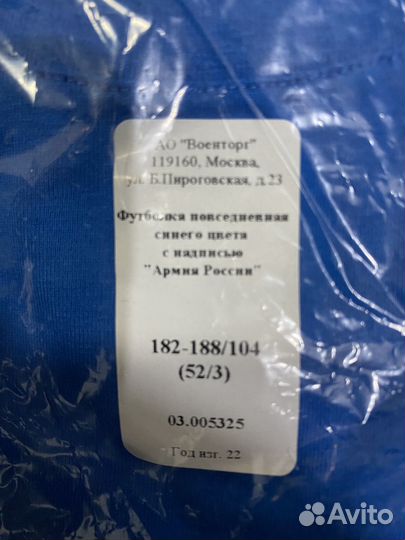 АО "Военторг"
119160, Москва,
ул. Б.Пироговская, д.23
Футболка повседневная
синего цвета
с надписью
"Армия России"
182-188/104
(52/3)
03.005325
Год изг. 22
Avito